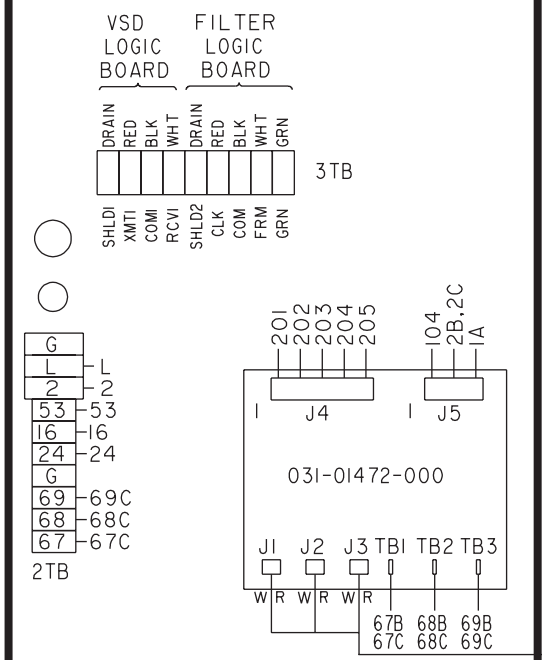 VSD FILTER
LOGIC LOGIC
BOARD BOARD
DRAIN RED BLK WHT DRAIN RED BLK WHT GRN
3TB
SHLD1 XMT1 COM1 RCV1 SHLD2 CLK COM FRM GRN
201 202 203 204 205 104 2B,2C 1A
G
L L
2 2
53 53
16 16
24 24
G
69 69C
68 68C
67 67C
2TB
1 J4 1 J5
031-01472-000
J1 J2 J3 TB1 TB2 TB3
W R W R W R
67B 68B 69B
67C 68C 69C